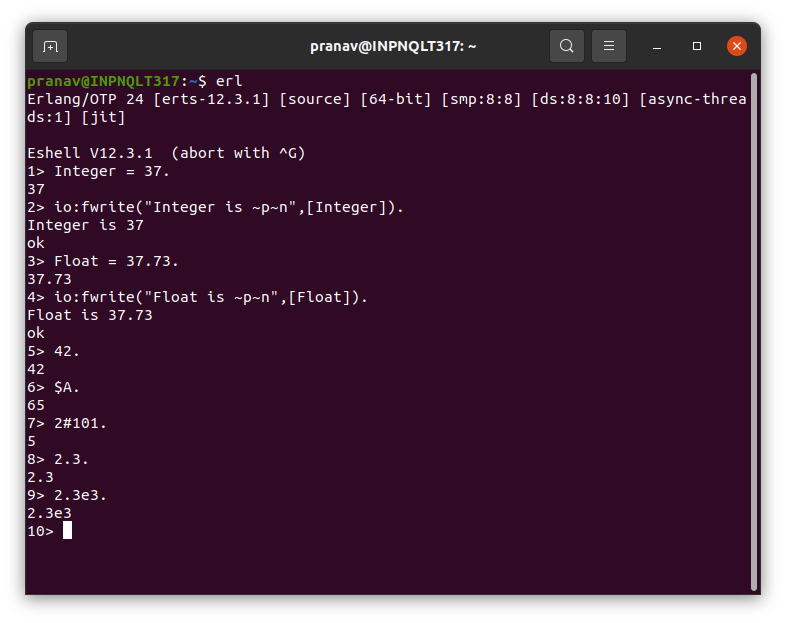 pranav@INPNQLT317: ~
pranav@INPNQLT317:~$ erl
Erlang/OTP 24 [erts-12.3.1] [source] [64-bit] [smp:8:8] [ds:8:8:10] [async-threa
ds:1] [jit]
Eshell V12.3.1  (abort with ^G)
1> Integer = 37.
37
2> io:fwrite("Integer is ~p~n",[Integer]).
Integer is 37
ok
3> Float = 37.73.
37.73
4> io:fwrite("Float is ~p~n",[Float]).
Float is 37.73
ok
5> 42.
42
6> $A.
65
7> 2#101.
5
8> 2.3.
2.3
9> 2.3e3.
2.3e3
10>